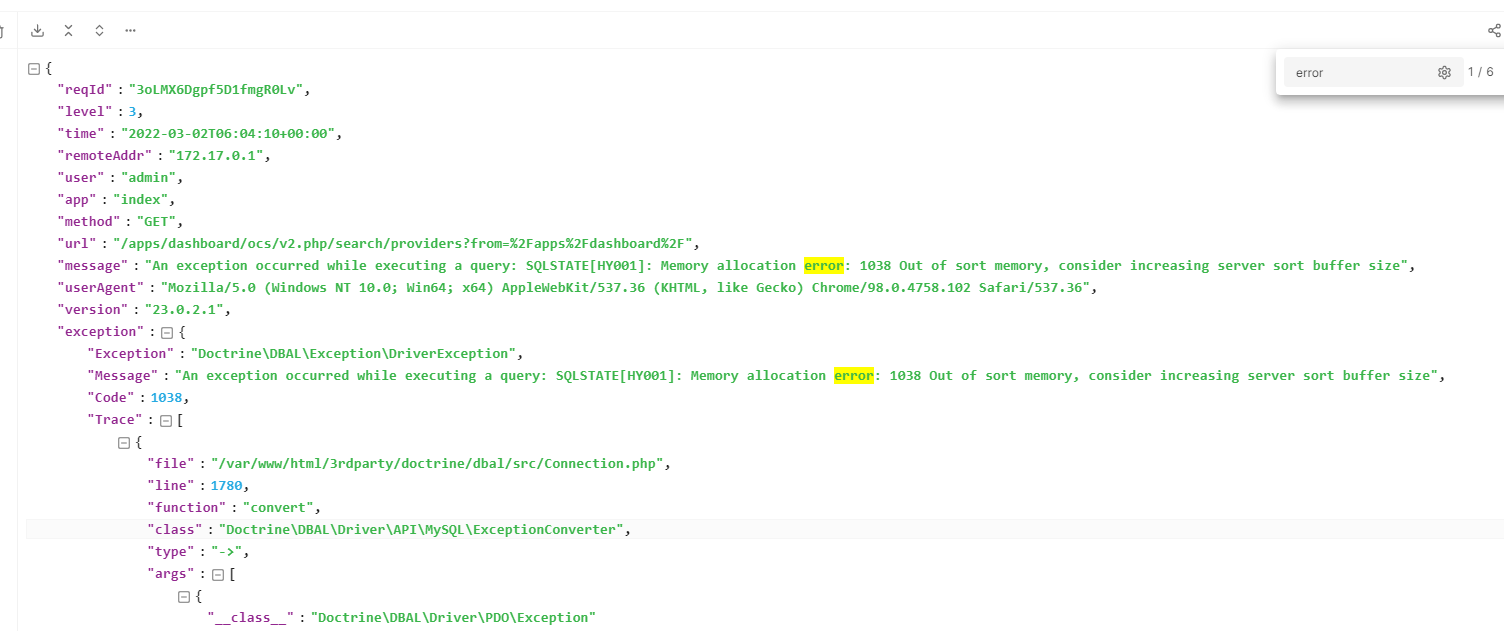 error
1 / 6
{
"reqId" : "3oLMX6Dgpf5D1fmgR0Lv",
"level" : 3,
"time" : "2022-03-02T06:04:10+00:00",
"remoteAddr" : "172.17.0.1",
"user" : "admin",
"app" : "index",
"method" : "GET",
"url" : "/apps/dashboard/ocs/v2.php/search/providers?from=%2Fapps%2Fdashboard%2F",
"message" : "An exception occurred while executing a query: SQLSTATE[HY001]: Memory allocation error: 1038 Out of sort memory, consider increasing server sort buffer size",
"userAgent" : "Mozilla/5.0 (Windows NT 10.0; Win64; x64) AppleWebKit/537.36 (KHTML, like Gecko) Chrome/98.0.4758.102 Safari/537.36",
"version" : "23.0.2.1",
"exception" : {
"Exception" : "Doctrine\DBAL\Exception\DriverException",
"Message" : "An exception occurred while executing a query: SQLSTATE[HY001]: Memory allocation error: 1038 Out of sort memory, consider increasing server sort buffer size",
"Code" : 1038,
"Trace" : [
{
"file" : "/var/www/html/3rdparty/doctrine/dbal/src/Connection.php",
"line" : 1780,
"function" : "convert",
"class" : "Doctrine\DBAL\Driver\API\MySQL\ExceptionConverter",
"type" : "->",
"args" : [
{
"__class__" : "Doctrine\DBAL\Driver\PDO\Exception"